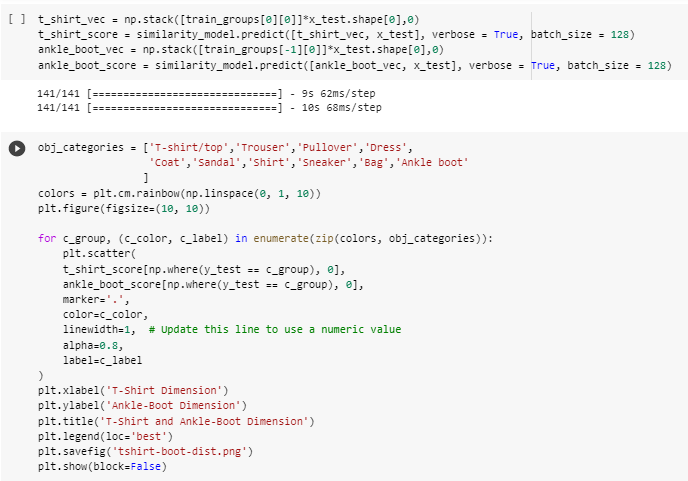 [ ] t_shirt_vec = np.stack([train_groups[0][0]]*x_test.shape[0],0)
t_shirt_score = similarity_model.predict([t_shirt_vec, x_test], verbose = True, batch_size = 128)
ankle_boot_vec = np.stack([train_groups[-1][0]]*x_test.shape[0],0)
ankle_boot_score = similarity_model.predict([ankle_boot_vec, x_test], verbose = True, batch_size = 128)
141/141 [==============================] - 9s 62ms/step
141/141 [==============================] - 10s 68ms/step
obj_categories = ['T-shirt/top','Trouser','Pullover','Dress',
'Coat','Sandal','Shirt','Sneaker','Bag','Ankle boot'
]
colors = plt.cm.rainbow(np.linspace(0, 1, 10))
plt.figure(figsize=(10, 10))
for c_group, (c_color, c_label) in enumerate(zip(colors, obj_categories)):
plt.scatter(
t_shirt_score[np.where(y_test == c_group), 0],
ankle_boot_score[np.where(y_test == c_group), 0],
marker='.',
color=c_color,
linewidth=1,  # Update this line to use a numeric value
alpha=0.8,
label=c_label
)
plt.xlabel('T-Shirt Dimension')
plt.ylabel('Ankle-Boot Dimension')
plt.title('T-Shirt and Ankle-Boot Dimension')
plt.legend(loc='best')
plt.savefig('tshirt-boot-dist.png')
plt.show(block=False)